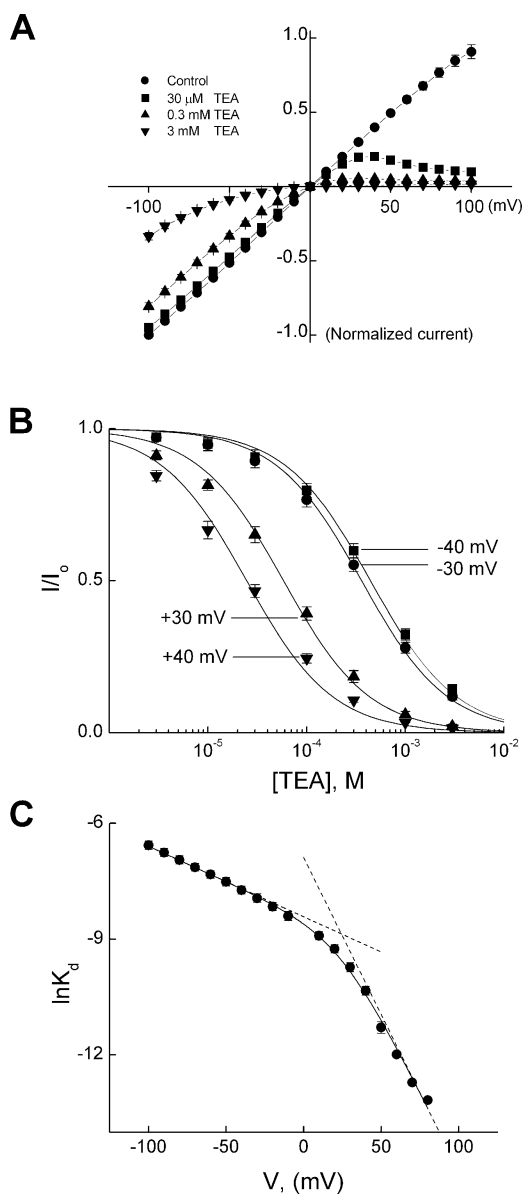 A
1.0
Control
30 μM TEA
0.3 mM TEA
3 mM TEA
0.5
-100
50
100 (mV)
-0.5
-1.0
(Normalized current)
B
1.0
I/Io
0.5
-40 mV
-30 mV
+30 mV
+40 mV
0.0
10-5
10-4
10-3
10-2
[TEA], M
C
-6
lnKd
-9
-12
-100
-50
0
50
100
V, (mV)